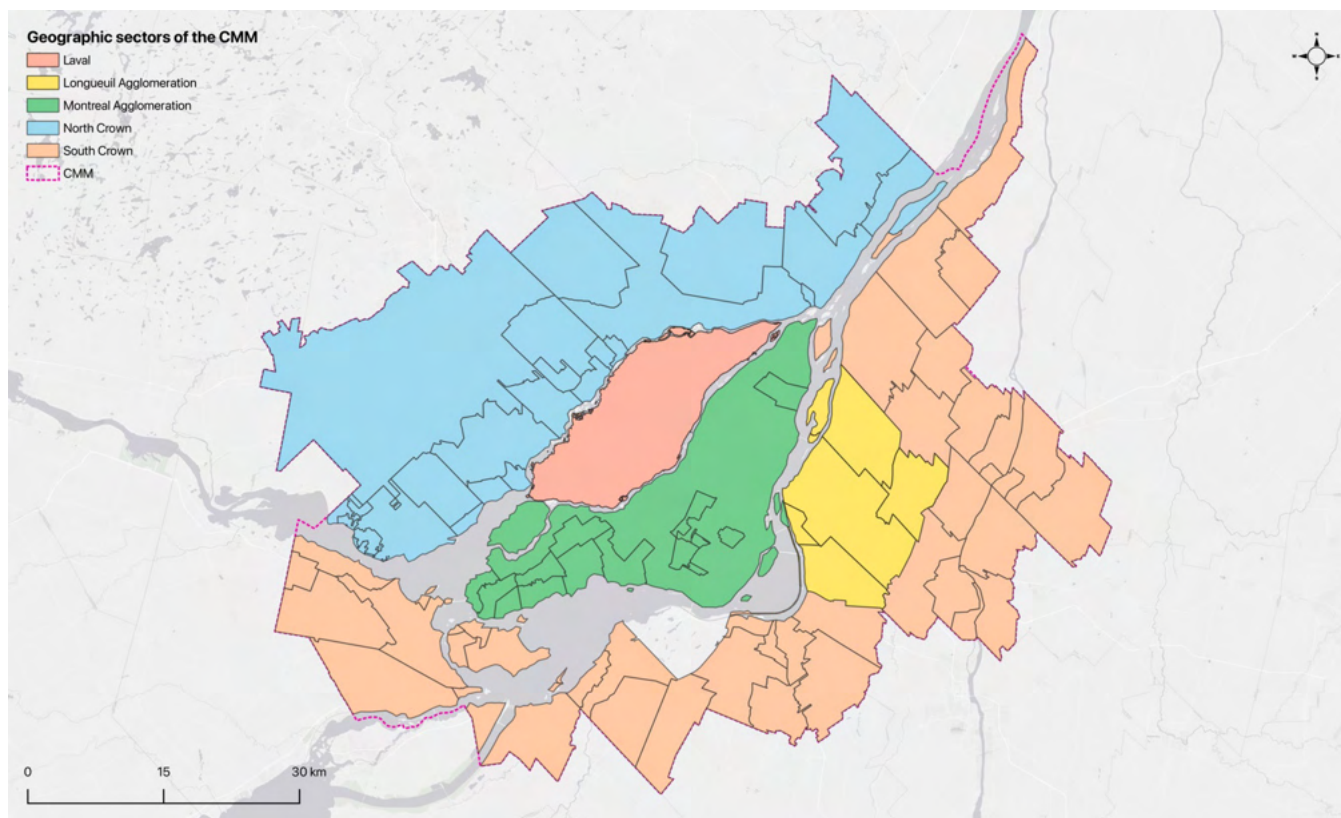 Geographic sectors of the CMM
Laval
Longueuil Agglomeration
Montreal Agglomeration
North Crown
South Crown
CMM
0 15 30 km